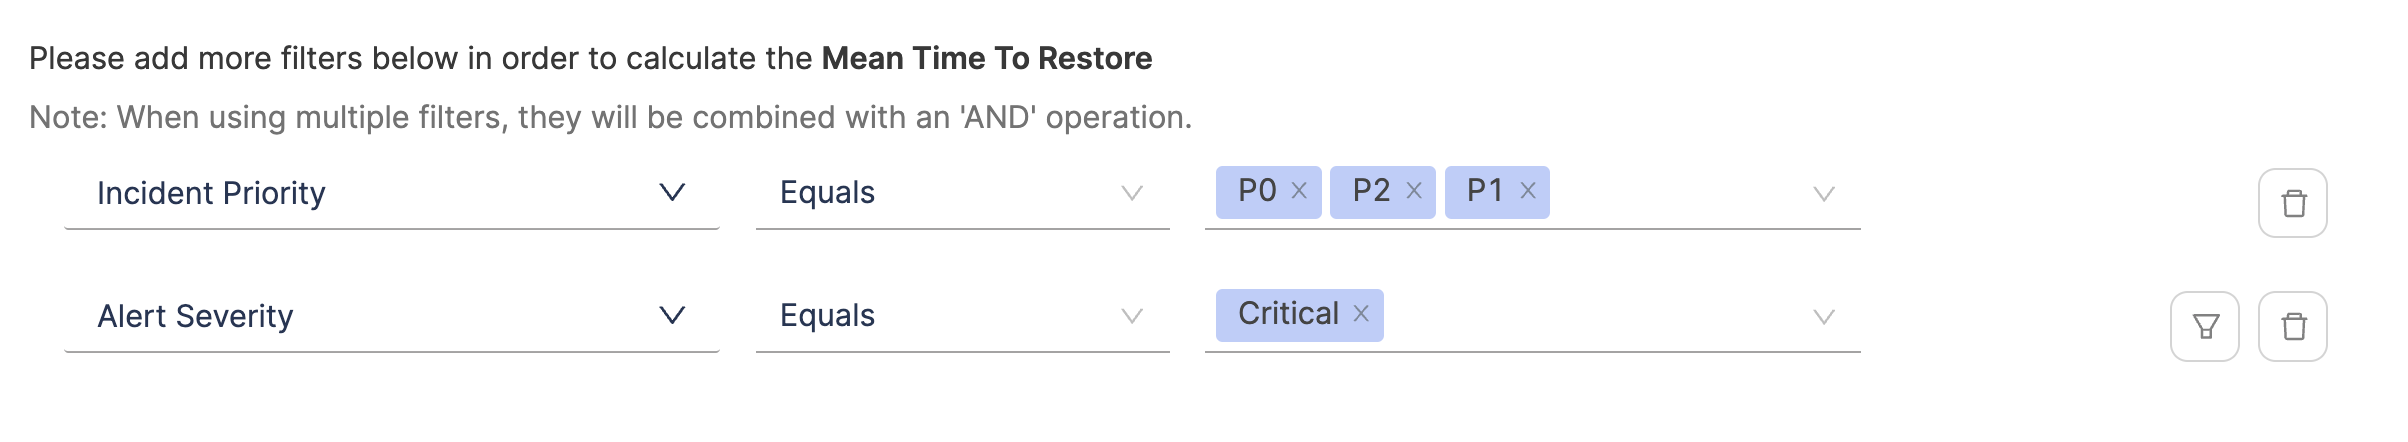 Please add more filters below in order to calculate the Mean Time To Restore
Note: When using multiple filters, they will be combined with an 'AND' operation.
Incident Priority Equals P0 P2 P1
Alert Severity Equals Critical